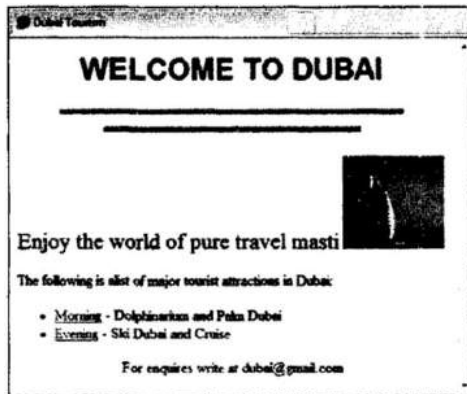 Dubai Tourism
WELCOME TO DUBAI
Enjoy the world of pure travel masti
The following is alist of major tourist attractions in Dubai:
Morning - Dolphinarium and Palm Dubai
Evening - Ski Dubai and Cruise
For enquires write at dubai@gmail.com